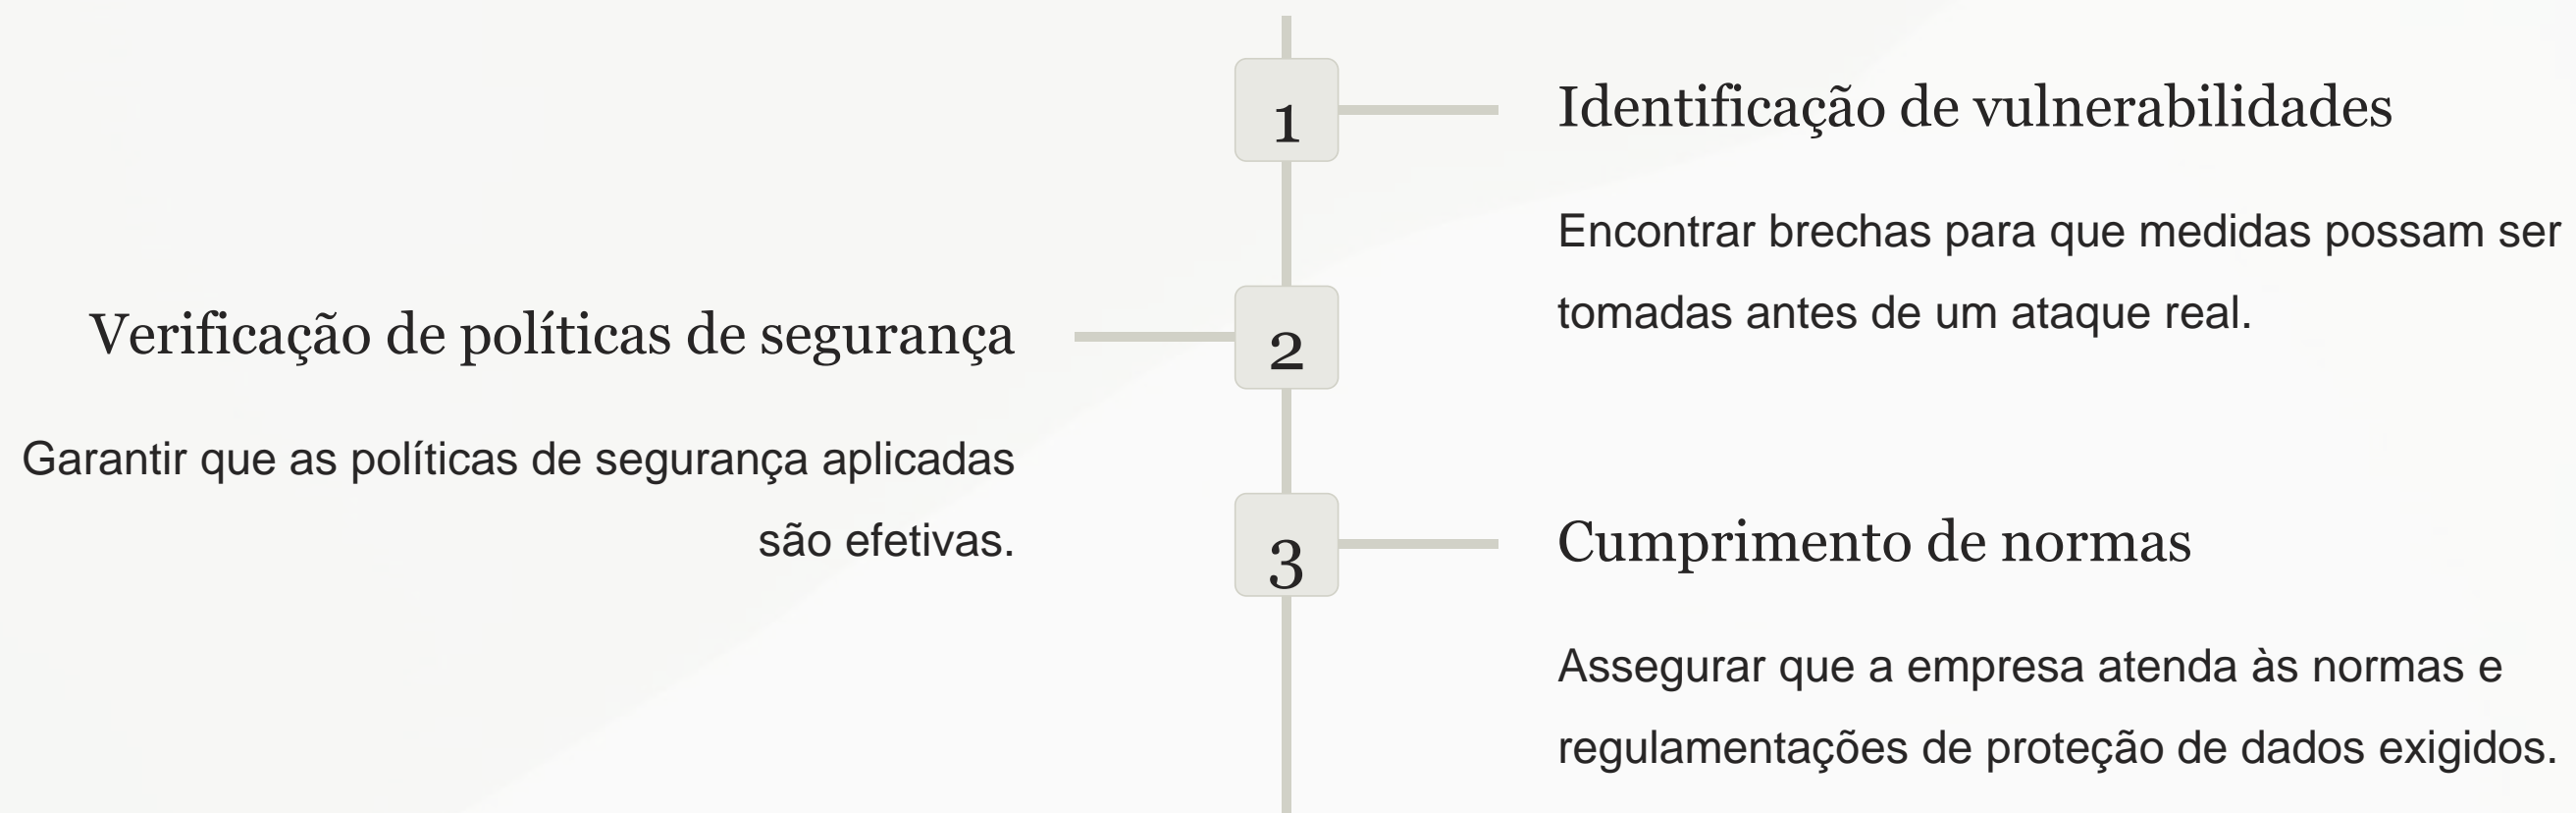 1
Identificação de vulnerabilidades
Encontrar brechas para que medidas possam ser
tomadas antes de um ataque real.
2
Verificação de políticas de segurança
Garantir que as políticas de segurança aplicadas
são efetivas.
3
Cumprimento de normas
Assegurar que a empresa atenda às normas e
regulamentações de proteção de dados exigidos.